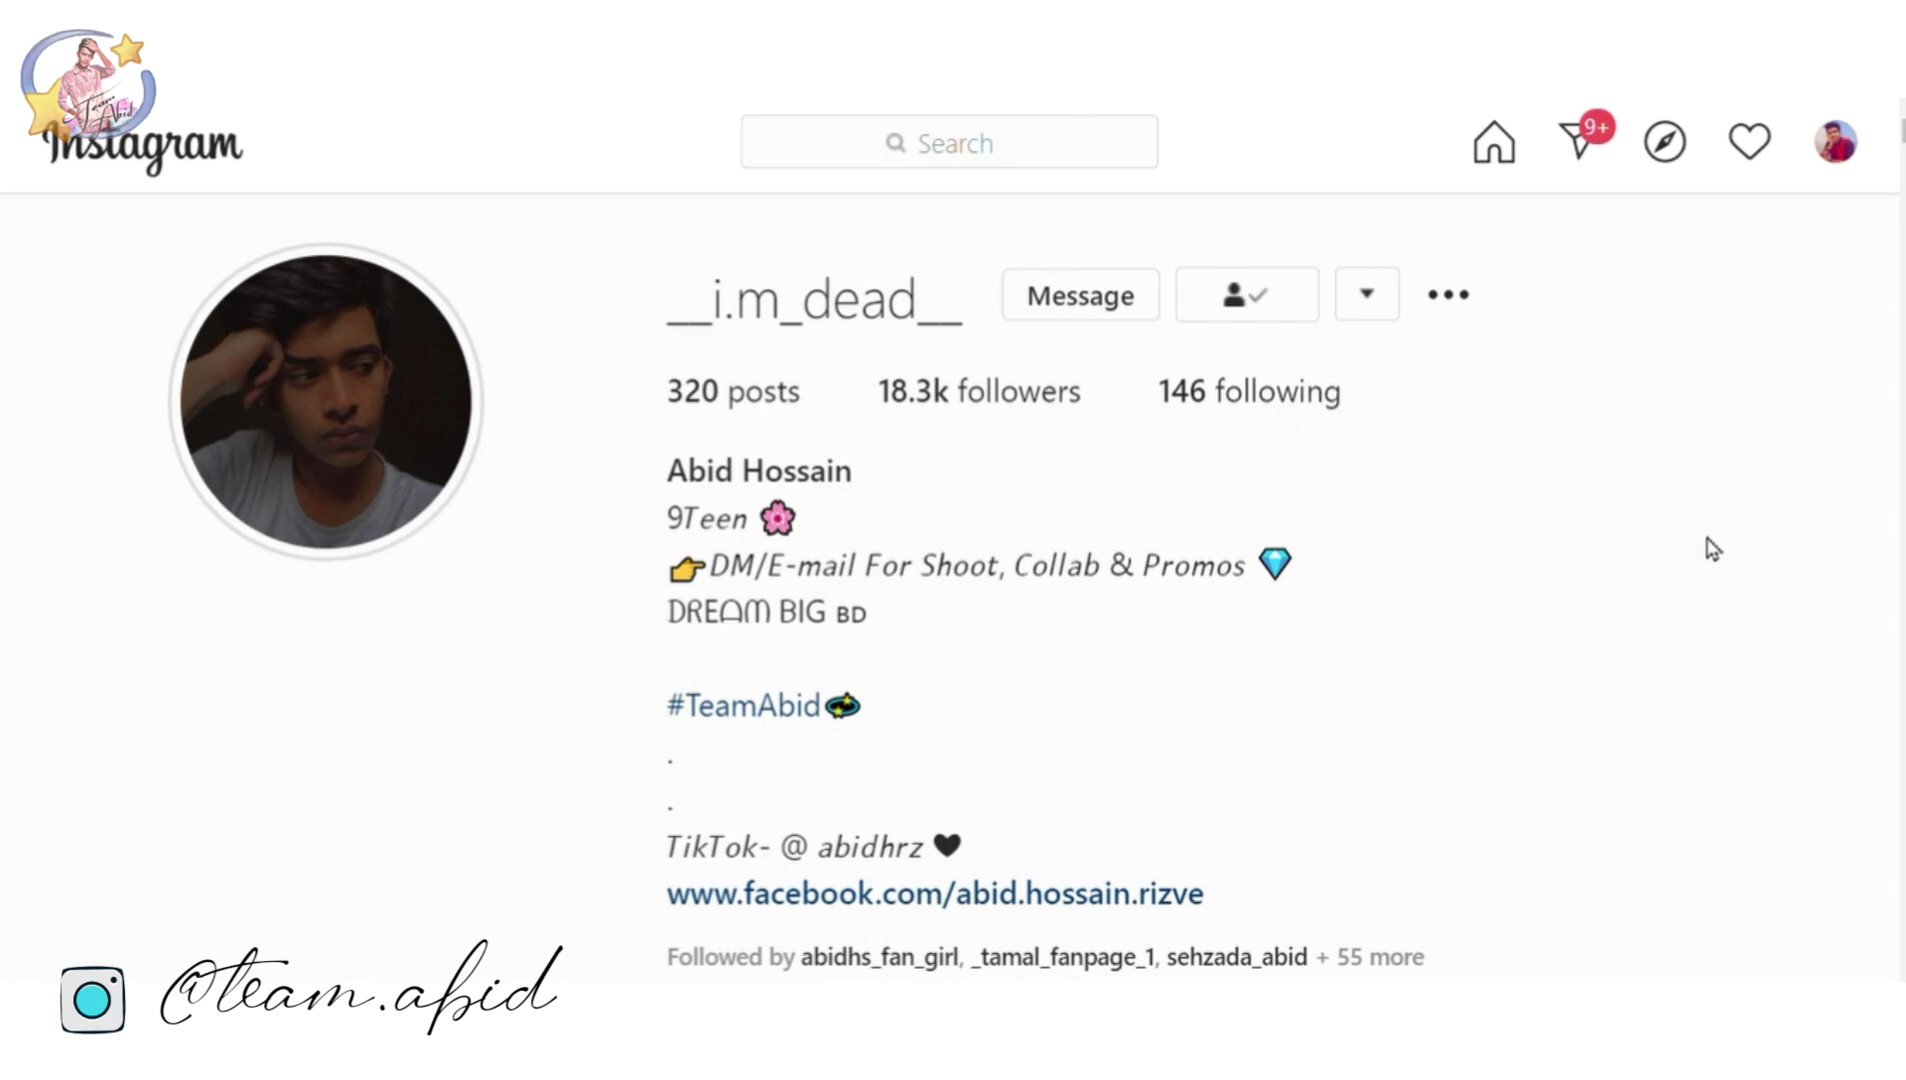 Team
Abid
Instagram
Search
9+
__i.m_dead__
Message
320 posts 18.3k followers 146 following
Abid Hossain
9Teen 🌸
👉DM/E-mail For Shoot, Collab & Promos 💎
DREAM BIG BD
#TeamAbid💫
.
.
TikTok- @ abidhrz 🖤
www.facebook.com/abid.hossain.rizve
Followed by abidhs_fan_girl, _tamal_fanpage_1, sehzada_abid + 55 more
@team.abid